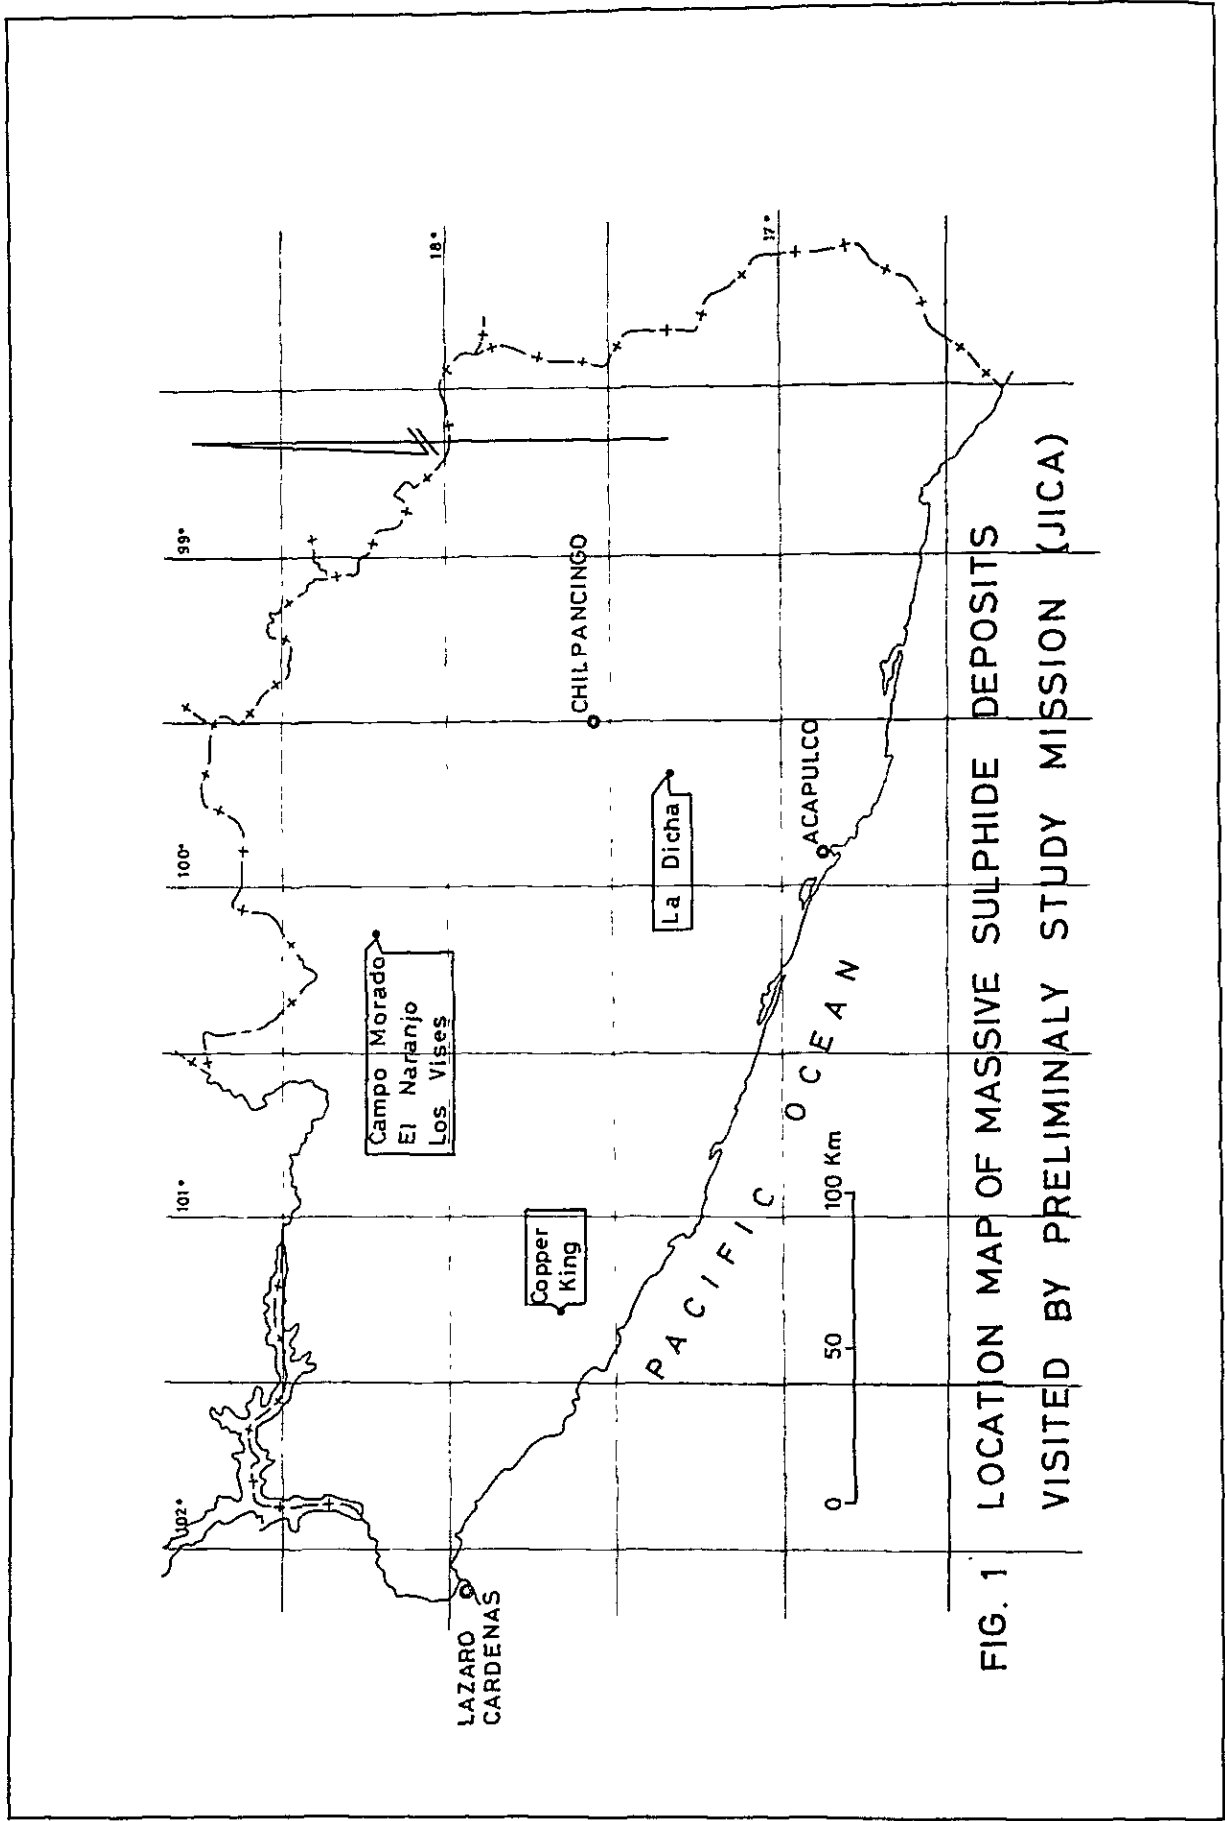 102°
101°
100°
99°
18°
17°
Campo Morado
El Naranjo
Los Vises
Copper
King
CHILPANCINGO
La Dicha
ACAPULCO
LAZARO
CARDENAS
PACIFIC OCEAN
0 50 100 Km
FIG. 1 LOCATION MAP OF MASSIVE SULPHIDE DEPOSITS
VISITED BY PRELIMINALY STUDY MISSION (JICA)